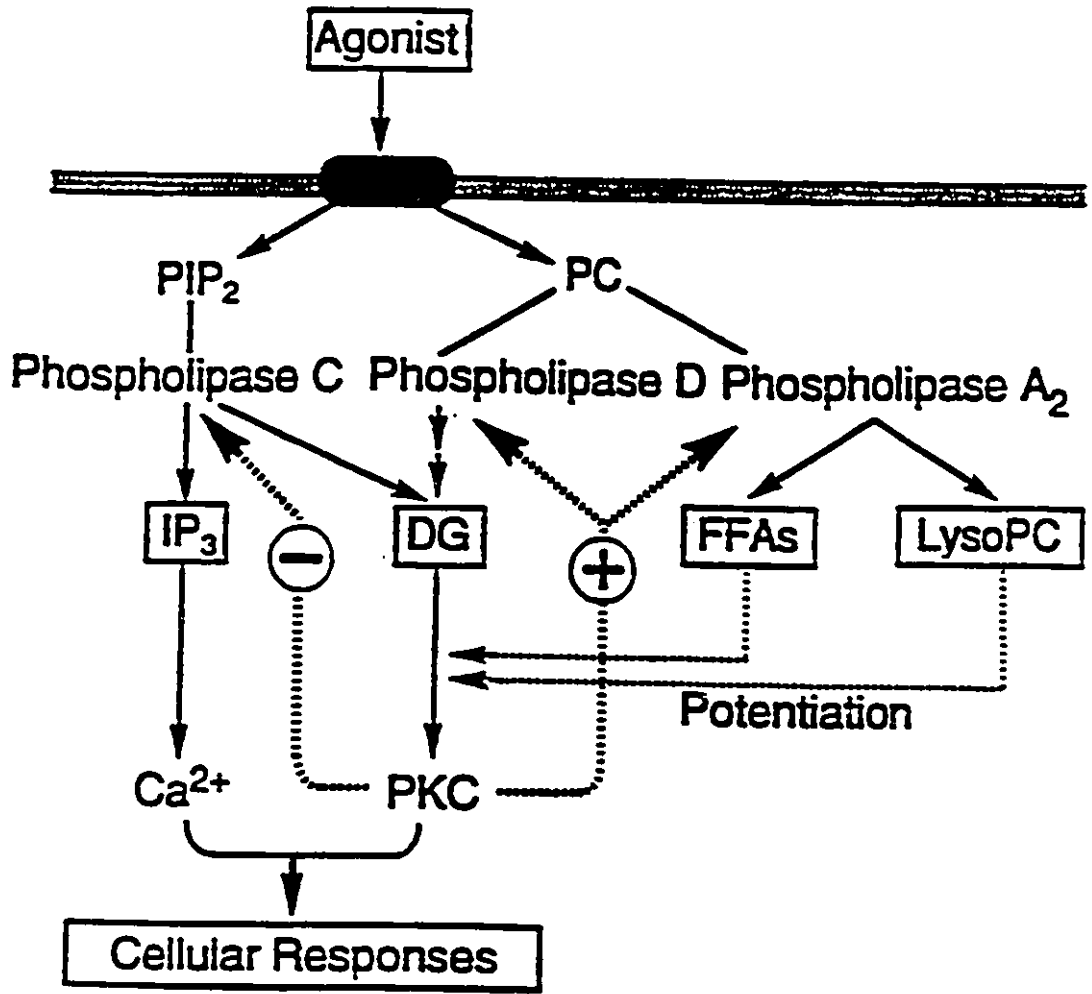 Agonist
PIP₂
PC
Phospholipase C Phospholipase D Phospholipase A₂
IP₃
−
DG
+
FFAs
LysoPC
Potentiation
Ca²⁺
PKC
Cellular Responses